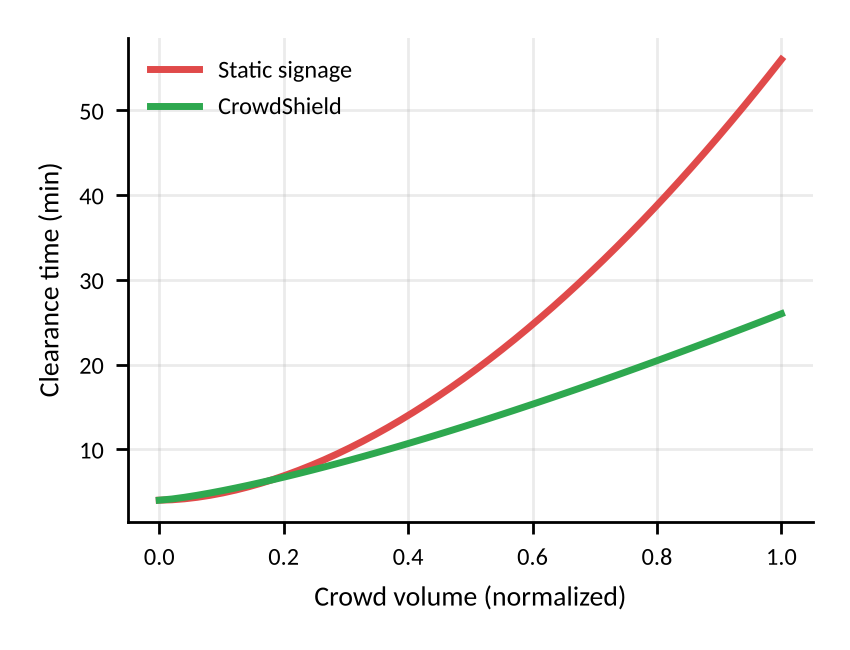 Static signage
CrowdShield
Clearance time (min)
50
40
30
20
10
0.0 0.2 0.4 0.6 0.8 1.0
Crowd volume (normalized)